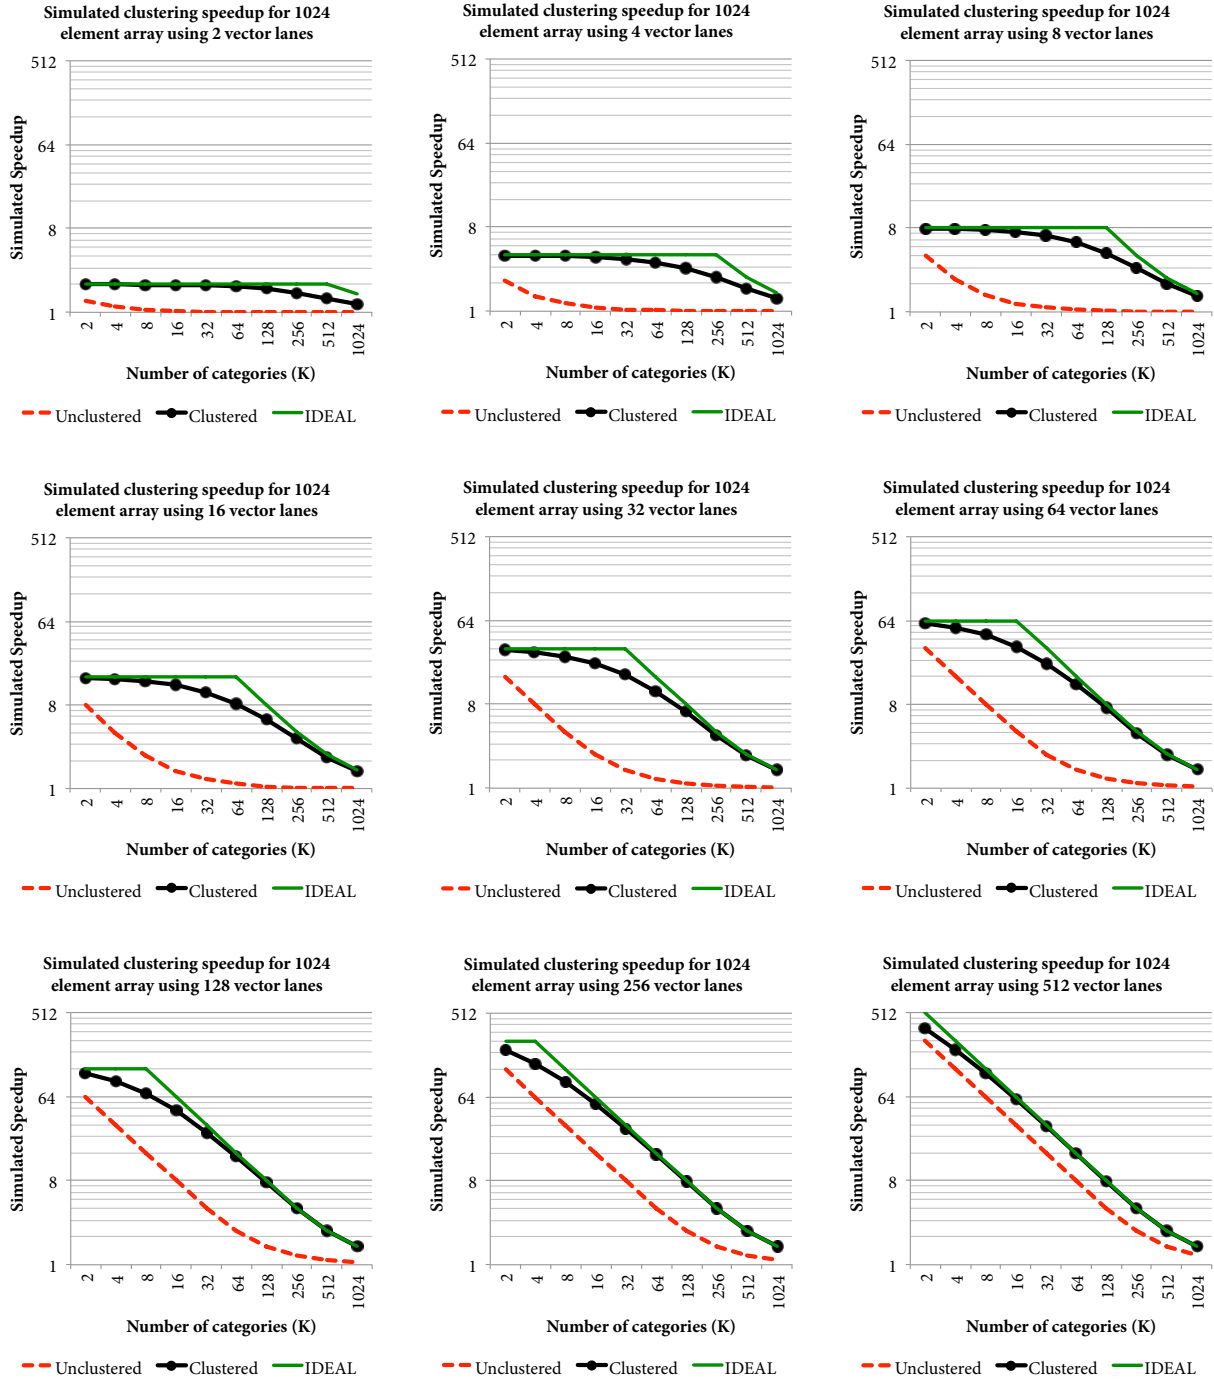 Simulated clustering speedup for 1024
element array using 2 vector lanes
512
64
8
1
Simulated Speedup
2 4 8 16 32 64 128 256 512 1024
Number of categories (K)
Unclustered Clustered IDEAL
Simulated clustering speedup for 1024
element array using 4 vector lanes
512
64
8
1
Simulated Speedup
2 4 8 16 32 64 128 256 512 1024
Number of categories (K)
Unclustered Clustered IDEAL
Simulated clustering speedup for 1024
element array using 8 vector lanes
512
64
8
1
Simulated Speedup
2 4 8 16 32 64 128 256 512 1024
Number of categories (K)
Unclustered Clustered IDEAL
Simulated clustering speedup for 1024
element array using 16 vector lanes
512
64
8
1
Simulated Speedup
2 4 8 16 32 64 128 256 512 1024
Number of categories (K)
Unclustered Clustered IDEAL
Simulated clustering speedup for 1024
element array using 32 vector lanes
512
64
8
1
Simulated Speedup
2 4 8 16 32 64 128 256 512 1024
Number of categories (K)
Unclustered Clustered IDEAL
Simulated clustering speedup for 1024
element array using 64 vector lanes
512
64
8
1
Simulated Speedup
2 4 8 16 32 64 128 256 512 1024
Number of categories (K)
Unclustered Clustered IDEAL
Simulated clustering speedup for 1024
element array using 128 vector lanes
512
64
8
1
Simulated Speedup
2 4 8 16 32 64 128 256 512 1024
Number of categories (K)
Unclustered Clustered IDEAL
Simulated clustering speedup for 1024
element array using 256 vector lanes
512
64
8
1
Simulated Speedup
2 4 8 16 32 64 128 256 512 1024
Number of categories (K)
Unclustered Clustered IDEAL
Simulated clustering speedup for 1024
element array using 512 vector lanes
512
64
8
1
Simulated Speedup
2 4 8 16 32 64 128 256 512 1024
Number of categories (K)
Unclustered Clustered IDEAL